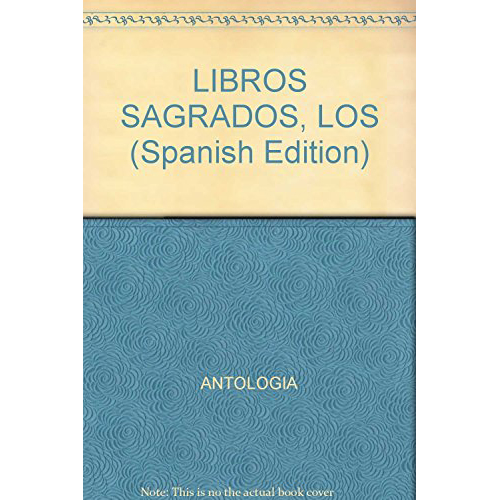 LIBROS
SAGRADOS, LOS
(Spanish Edition)
ANTOLOGIA
Note: This is no the actual book cover